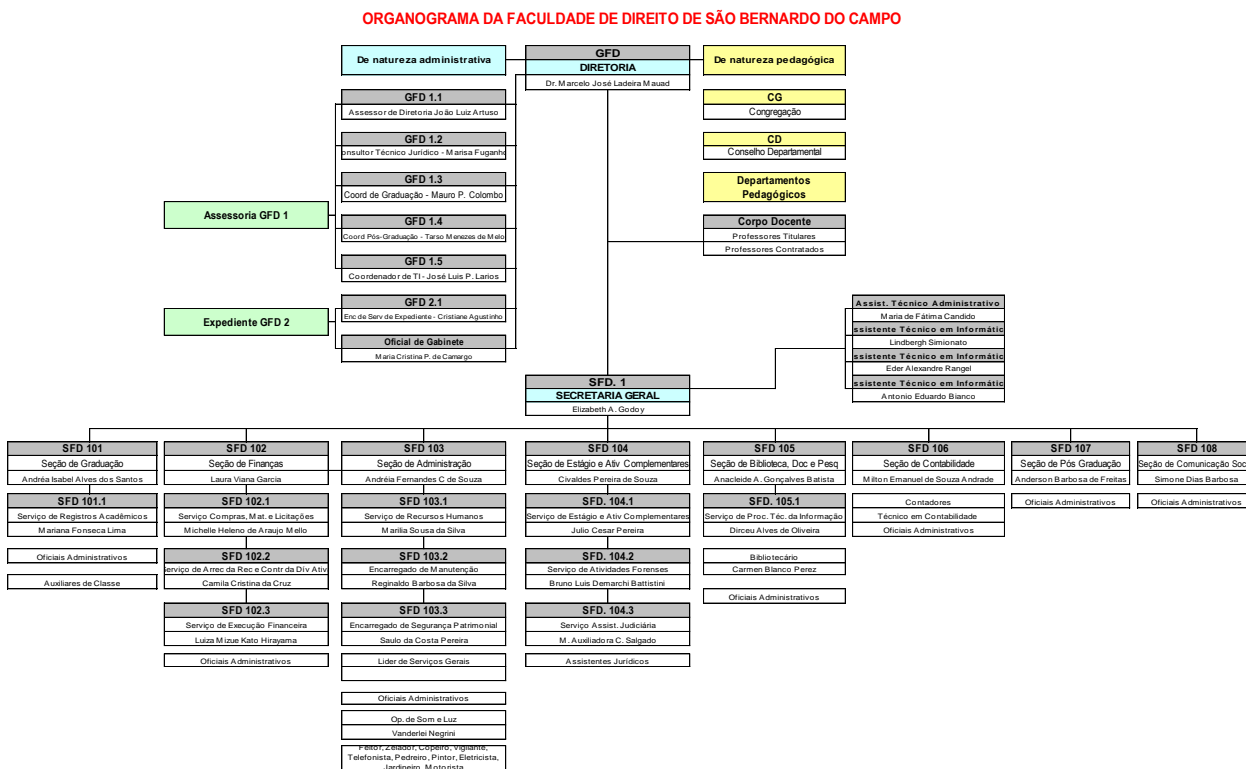 ORGANOGRAMA DA FACULDADE DE DIREITO DE SÃO BERNARDO DO CAMPO
De natureza administrativa
GFD
DIRETORIA
Dr. Marcelo José Ladeira Mauad
De natureza pedagógica
GFD 1.1
Assessor de Diretoria João Luiz Artuso
CG
Congregação
GFD 1.2
onsultor Técnico Jurídico - Marisa Fuganho
CD
Conselho Departamental
GFD 1.3
Coord de Graduação - Mauro P. Colombo
Departamentos
Pedagógicos
Assessoria GFD 1
GFD 1.4
Coord Pós-Graduação - Tarso Menezes de Melo
Corpo Docente
Professores Titulares
Professores Contratados
GFD 1.5
Coordenador de TI - José Luis P. Larios
Expediente GFD 2
GFD 2.1
Enc de Serv de Expediente - Cristiane Agustinho
Oficial de Gabinete
Maria Cristina P. de Camargo
Assist. Técnico Administrativo
Maria de Fátima Candido
ssistente Técnico em Informátic
Lindbergh Simionato
ssistente Técnico em Informátic
Eder Alexandre Rangel
ssistente Técnico em Informátic
Antonio Eduardo Bianco
SFD. 1
SECRETARIA GERAL
Elizabeth A. Godoy
SFD 101
Seção de Graduação
Andréa Isabel Alves dos Santos
SFD 101.1
Serviço de Registros Acadêmicos
Mariana Fonseca Lima
Oficiais Administrativos
Auxiliares de Classe
SFD 102
Seção de Finanças
Laura Viana Garcia
SFD 102.1
Serviço Compras, Mat. e Licitações
Michelle Heleno de Araujo Mello
SFD 102.2
Serviço de Arrec da Rec e Contr da Dív Ativ
Camila Cristina da Cruz
SFD 102.3
Serviço de Execução Financeira
Luiza Mizue Kato Hirayama
Oficiais Administrativos
SFD 103
Seção de Administração
Andréia Fernandes C de Souza
SFD 103.1
Serviço de Recursos Humanos
Marilia Sousa da Silva
SFD 103.2
Encarregado de Manutenção
Reginaldo Barbosa da Silva
SFD 103.3
Encarregado de Segurança Patrimonial
Saulo da Costa Pereira
Lider de Serviços Gerais
Oficiais Administrativos
Op. de Som e Luz
Vanderlei Negrini
Feitor, Zelador, Copeiro, Vigilante,
Telefonista, Pedreiro, Pintor, Eletricista,
Jardineiro, Motorista
SFD 104
Seção de Estágio e Ativ Complementares
Civaldes Pereira de Souza
SFD. 104.1
Serviço de Estágio e Ativ Complementares
Julio Cesar Pereira
SFD. 104.2
Serviço de Atividades Forenses
Bruno Luis Demarchi Battistini
SFD. 104.3
Serviço Assist. Judiciária
M. Auxiliadora C. Salgado
Assistentes Jurídicos
SFD 105
Seção de Biblioteca, Doc e Pesq
Anacleide A. Gonçalves Batista
SFD. 105.1
Serviço de Proc. Téc. da Informação
Dirceu Alves de Oliveira
Bibliotecário
Carmen Blanco Perez
Oficiais Administrativos
SFD 106
Seção de Contabilidade
Milton Emanuel de Souza Andrade
Contadores
Técnico em Contabilidade
Oficiais Administrativos
SFD 107
Seção de Pós Graduação
Anderson Barbosa de Freitas
Oficiais Administrativos
SFD 108
Seção de Comunicação Soc
Simone Dias Barbosa
Oficiais Administrativos